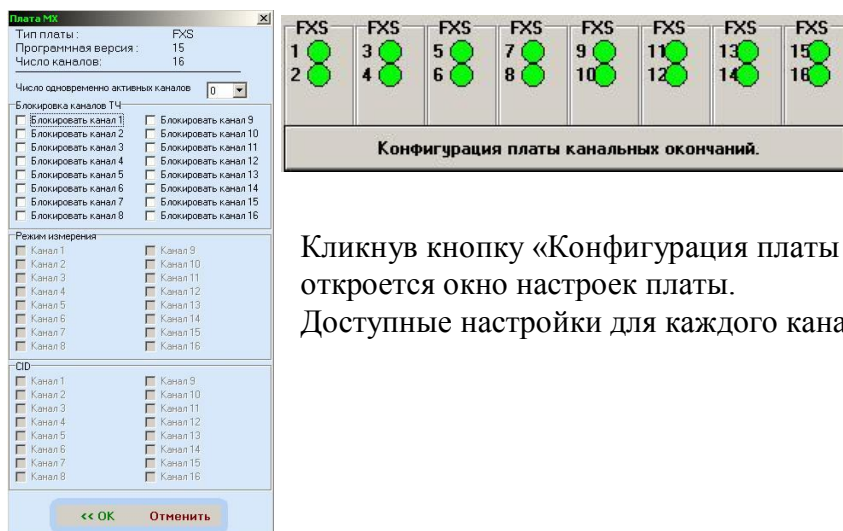 Плата MX
Тип платы : FXS
Программная версия : 15
Число каналов: 16
Число одновременно активных каналов 0
Блокировка каналов ТЧ
Блокировать канал 1 Блокировать канал 9
Блокировать канал 2 Блокировать канал 10
Блокировать канал 3 Блокировать канал 11
Блокировать канал 4 Блокировать канал 12
Блокировать канал 5 Блокировать канал 13
Блокировать канал 6 Блокировать канал 14
Блокировать канал 7 Блокировать канал 15
Блокировать канал 8 Блокировать канал 16
Режим измерения
Канал 1 Канал 9
Канал 2 Канал 10
Канал 3 Канал 11
Канал 4 Канал 12
Канал 5 Канал 13
Канал 6 Канал 14
Канал 7 Канал 15
Канал 8 Канал 16
CID
Канал 1 Канал 9
Канал 2 Канал 10
Канал 3 Канал 11
Канал 4 Канал 12
Канал 5 Канал 13
Канал 6 Канал 14
Канал 7 Канал 15
Канал 8 Канал 16
<< OK Отменить
FXS FXS FXS FXS FXS FXS FXS FXS
1 3 5 7 9 11 13 15
2 4 6 8 10 12 14 16
Конфигурация платы канальных окончаний.
Кликнув кнопку «Конфигурация платы
откроется окно настроек платы.
Доступные настройки для каждого кана